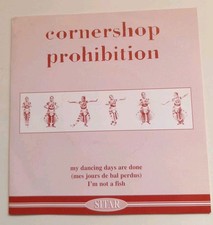 cornershop
prohibition
my dancing days are done
(mes jours de bal perdus)
I'm not a fish
SITAR